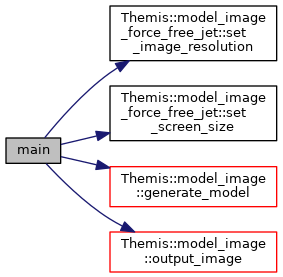 Themis::model_image
_force_free_jet::set
_image_resolution
Themis::model_image
_force_free_jet::set
_screen_size
main
Themis::model_image
::generate_model
Themis::model_image
::output_image